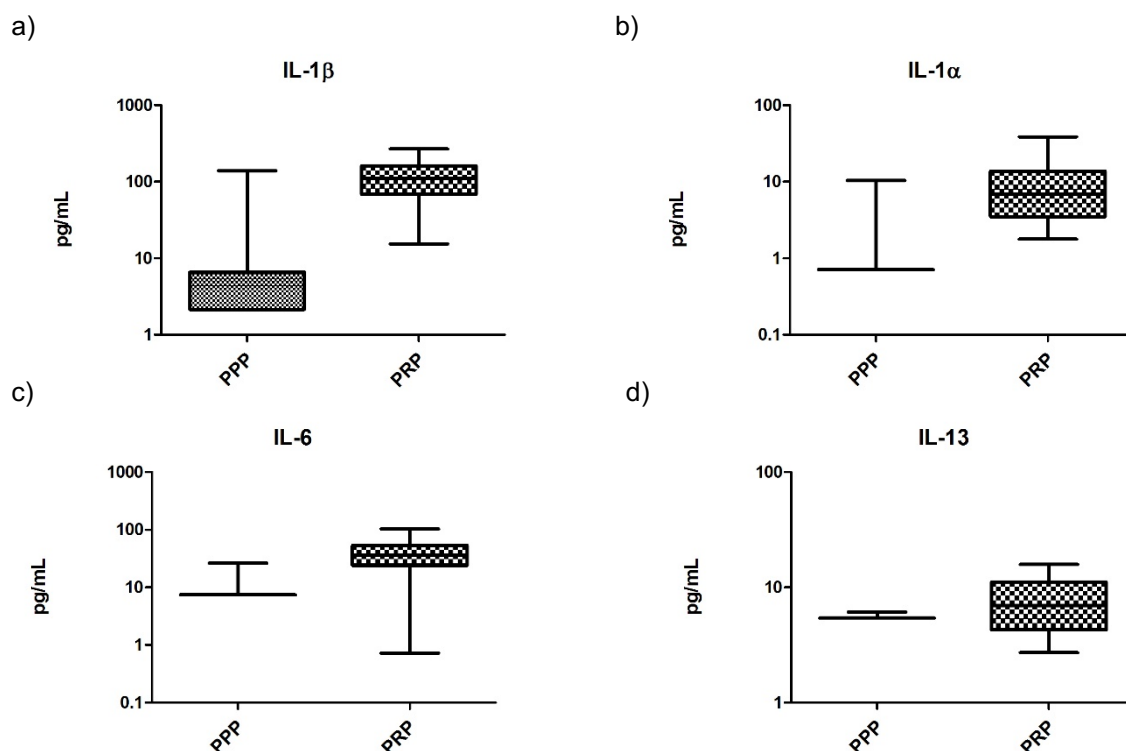 a)
IL-1β
1000
100
10
1
pg/mL
PPP
PRP
b)
IL-1α
100
10
1
0.1
pg/mL
PPP
PRP
c)
IL-6
1000
100
10
1
0.1
pg/mL
PPP
PRP
d)
IL-13
100
10
1
pg/mL
PPP
PRP